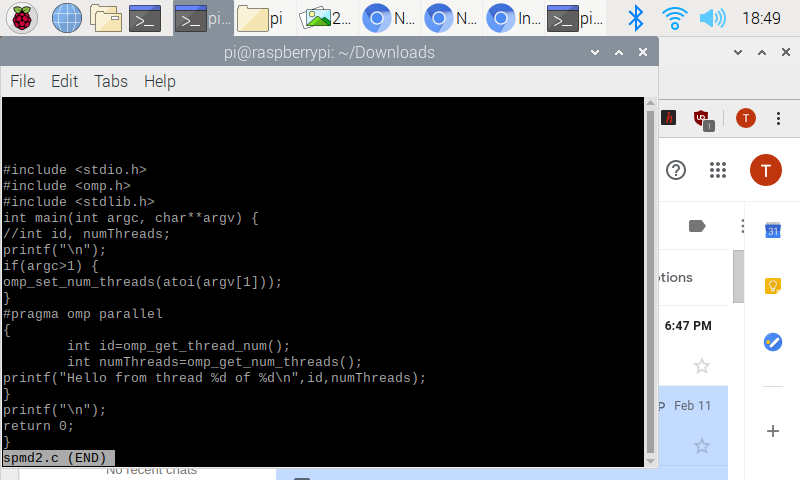 pi... pi 2... N... N... In... pi... 18:49
pi@raspberrypi: ~/Downloads
File Edit Tabs Help
#include <stdio.h>
#include <omp.h>
#include <stdlib.h>
int main(int argc, char**argv) {
//int id, numThreads;
printf("\n");
if(argc>1) {
omp_set_num_threads(atoi(argv[1]));
}
#pragma omp parallel
{
        int id=omp_get_thread_num();
        int numThreads=omp_get_num_threads();
printf("Hello from thread %d of %d\n",id,numThreads);
}
printf("\n");
return 0;
}
spmd2.c (END)
h 1 T
T
31
tions
6:47 PM
P Feb 11
No recent chats